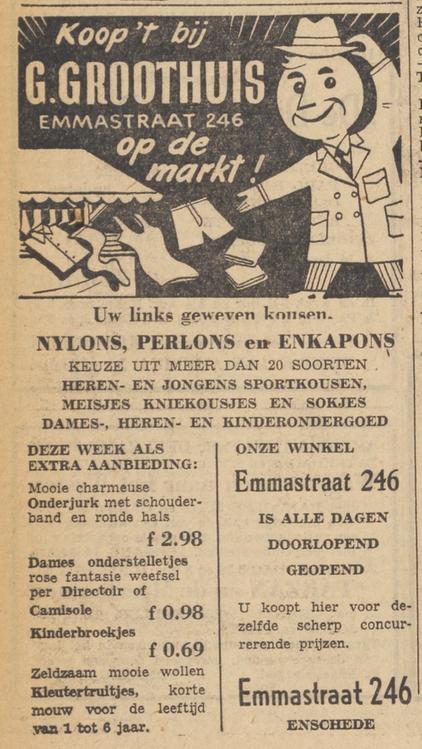 Koop't bij
G. GROOTHUIS
EMMASTRAAT 246
op de
markt!
Uw links geweven kousen.
NYLONS, PERLONS en ENKAPONS
KEUZE UIT MEER DAN 20 SOORTEN
HEREN- EN JONGENS SPORTKOUSEN,
MEISJES KNIEKOUSJES EN SOKJES
DAMES-, HEREN- EN KINDERONDERGOED
DEZE WEEK ALS
EXTRA AANBIEDING:
Mooie charmeuse
Onderjurk met schouder-
band en ronde hals
f 2.98
Dames onderstelletjes
rose fantasie weefsel
per Directoir of
Camisole f 0.98
Kinderbroekjes
f 0.69
Zeldzaam mooie wollen
Kleutertruitjes, korte
mouw voor de leeftijd
van 1 tot 6 jaar.
ONZE WINKEL
Emmastraat 246
IS ALLE DAGEN
DOORLOPEND
GEOPEND
U koopt hier voor de-
zelfde scherp concur-
rerende prijzen.
Emmastraat 246
ENSCHEDE